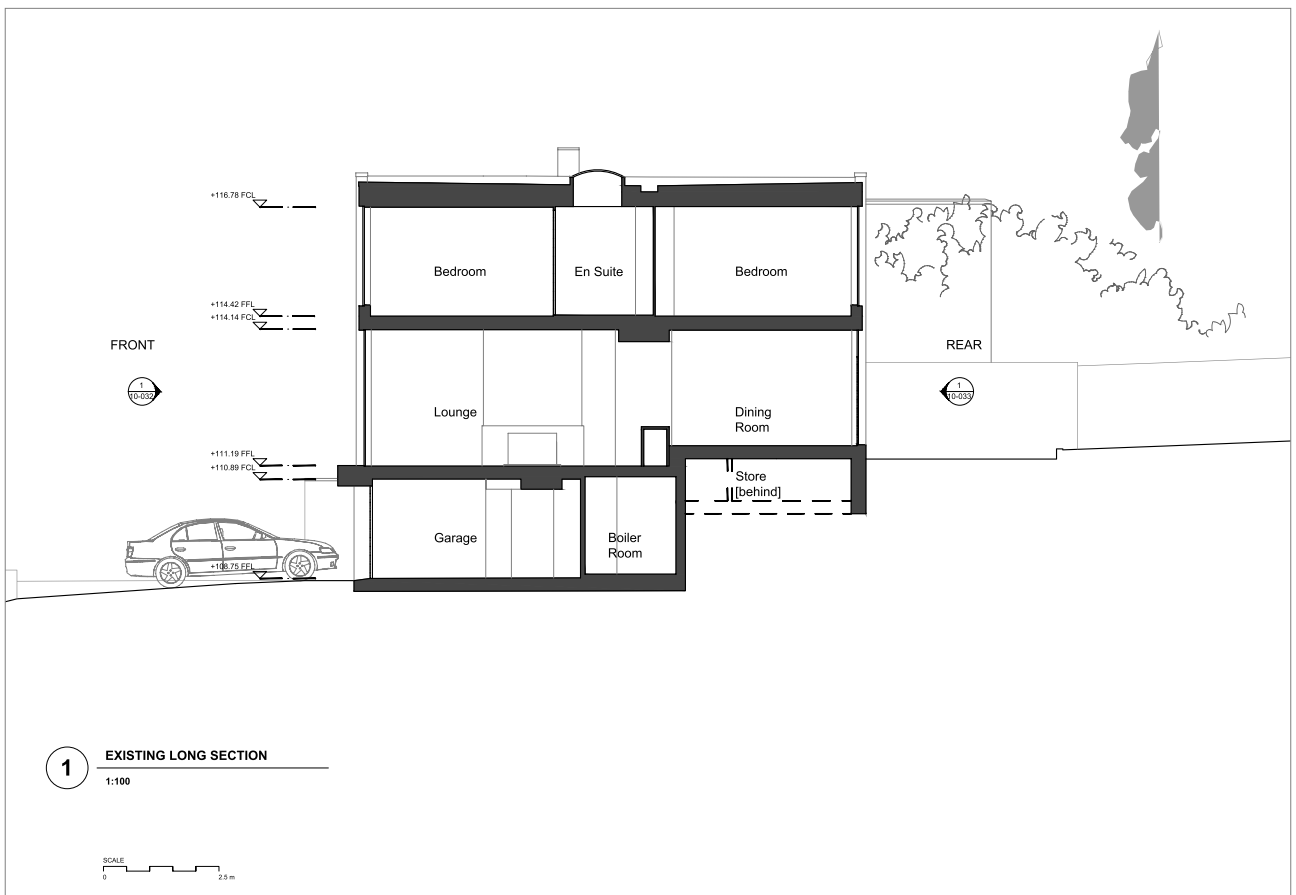 +116.78 FCL
Bedroom
En Suite
Bedroom
+114.42 FFL
+114.14 FCL
FRONT
REAR
1
10-032
1
10-033
Lounge
Dining
Room
+111.19 FFL
+110.89 FCL
Store
[behind]
Garage
Boiler
Room
+108.75 FFL
1
EXISTING LONG SECTION
1:100
SCALE
0
2.5 m